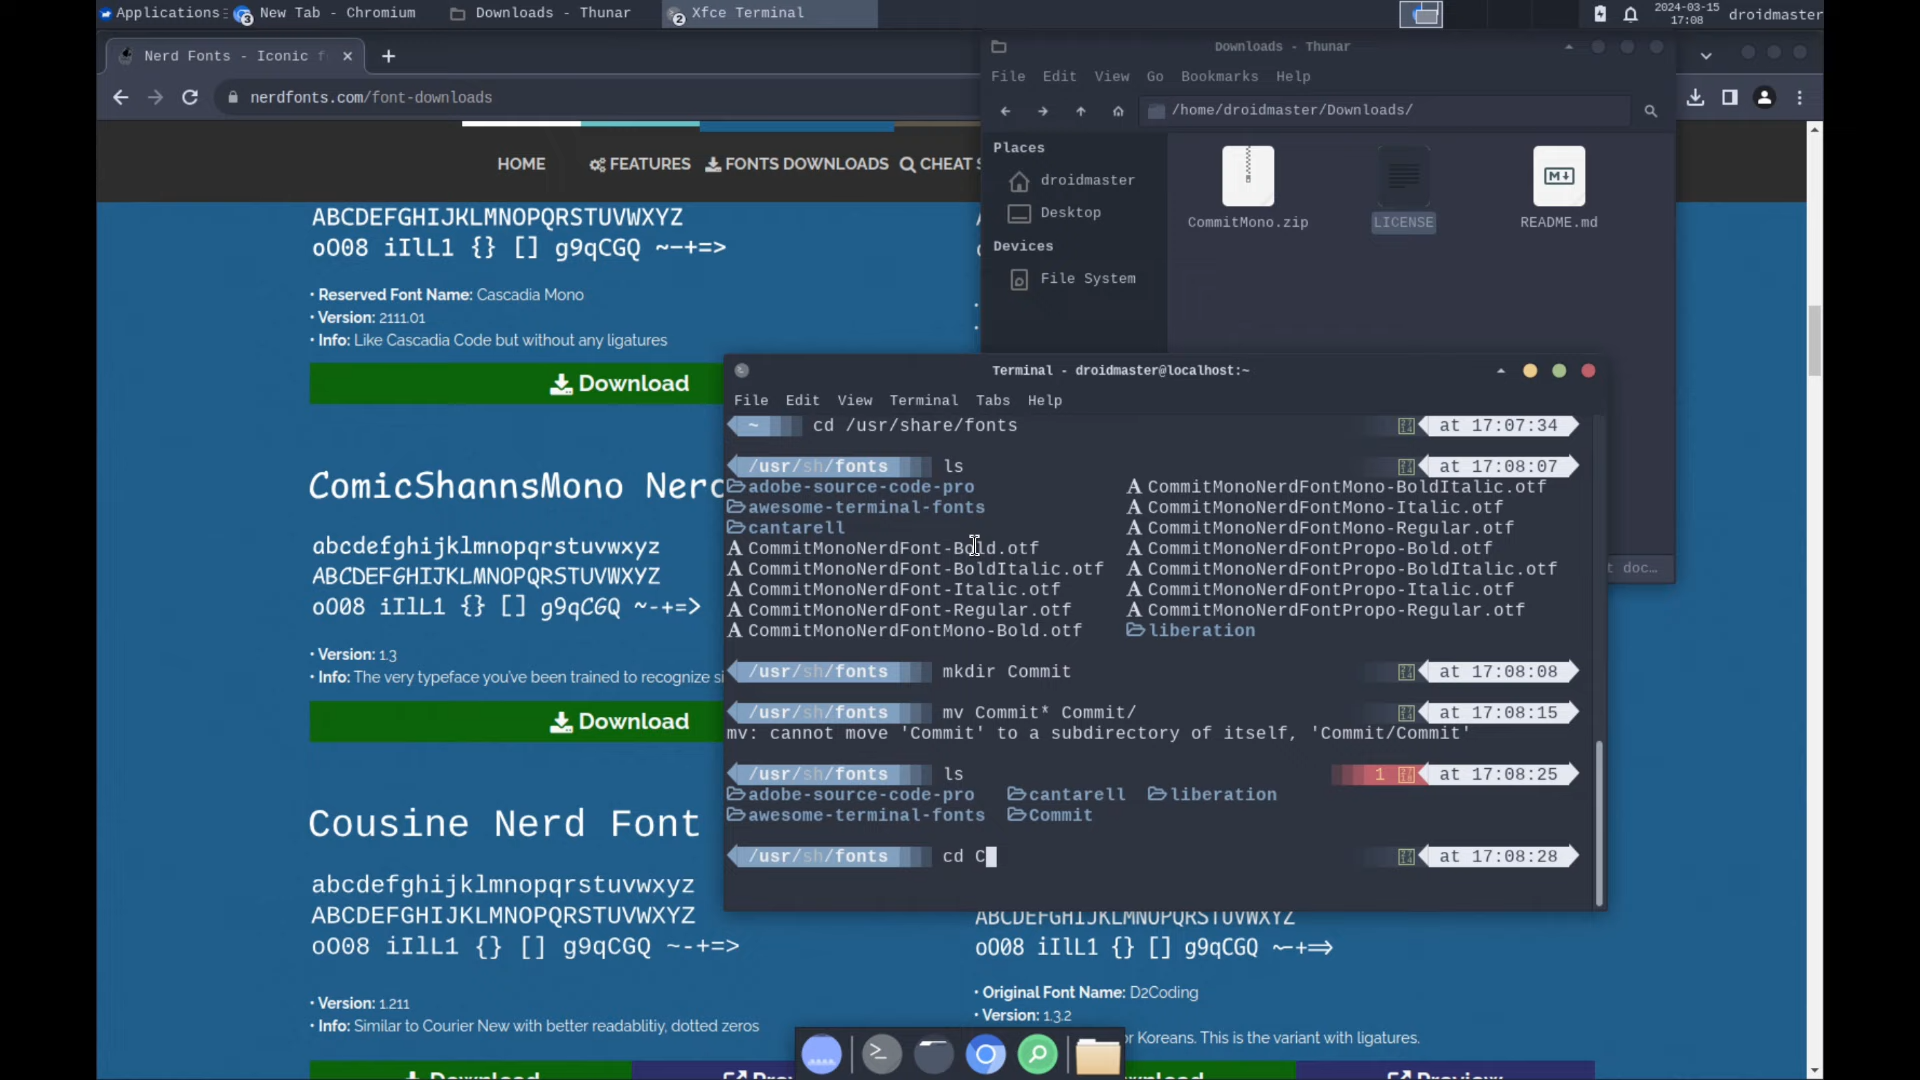 Applications
3 New Tab - Chromium
Downloads - Thunar
2 Xfce Terminal
2024-03-15
17:08
droidmaster
Nerd Fonts - Iconic f
nerdfonts.com/font-downloads
HOME
FEATURES
FONTS DOWNLOADS
CHEAT S
ABCDEFGHIJKLMNOPQRSTUVWXYZ
oO08 iIlL1 {} [] g9qCGQ ~-+=>
• Reserved Font Name: Cascadia Mono
• Version: 2111.01
• Info: Like Cascadia Code but without any ligatures
Download
ComicShannsMono Nerd
abcdefghijklmnopqrstuvwxyz
ABCDEFGHIJKLMNOPQRSTUVWXYZ
oO08 iIlL1 {} [] g9qCGQ ~-+=>
• Version: 1.3
• Info: The very typeface you've been trained to recognize si
Download
Cousine Nerd Font
abcdefghijklmnopqrstuvwxyz
ABCDEFGHIJKLMNOPQRSTUVWXYZ
oO08 iIlL1 {} [] g9qCGQ ~-+=>
• Version: 1.211
• Info: Similar to Courier New with better readablitiy, dotted zeros
Download
Downloads - Thunar
File Edit View Go Bookmarks Help
/home/droidmaster/Downloads/
Places
droidmaster
Desktop
Devices
File System
CommitMono.zip
LICENSE
README.md
t doc…
Terminal - droidmaster@localhost:~
File Edit View Terminal Tabs Help
~ cd /usr/share/fonts at 17:07:34
/usr/sh/fonts ls at 17:08:07
adobe-source-code-pro CommitMonoNerdFontMono-BoldItalic.otf
awesome-terminal-fonts CommitMonoNerdFontMono-Italic.otf
cantarell CommitMonoNerdFontMono-Regular.otf
CommitMonoNerdFont-Bold.otf CommitMonoNerdFontPropo-Bold.otf
CommitMonoNerdFont-BoldItalic.otf CommitMonoNerdFontPropo-BoldItalic.otf
CommitMonoNerdFont-Italic.otf CommitMonoNerdFontPropo-Italic.otf
CommitMonoNerdFont-Regular.otf CommitMonoNerdFontPropo-Regular.otf
CommitMonoNerdFontMono-Bold.otf liberation
/usr/sh/fonts mkdir Commit at 17:08:08
/usr/sh/fonts mv Commit* Commit/ at 17:08:15
mv: cannot move 'Commit' to a subdirectory of itself, 'Commit/Commit'
/usr/sh/fonts ls 1 at 17:08:25
adobe-source-code-pro cantarell liberation
awesome-terminal-fonts Commit
/usr/sh/fonts cd C at 17:08:28
ABCDEFGHIJKLMNOPQRSTUVWXYZ
oO08 iIlL1 {} [] g9qCGQ ~-+=>
• Original Font Name: D2Coding
• Version: 1.3.2
or Koreans. This is the variant with ligatures.
Preview